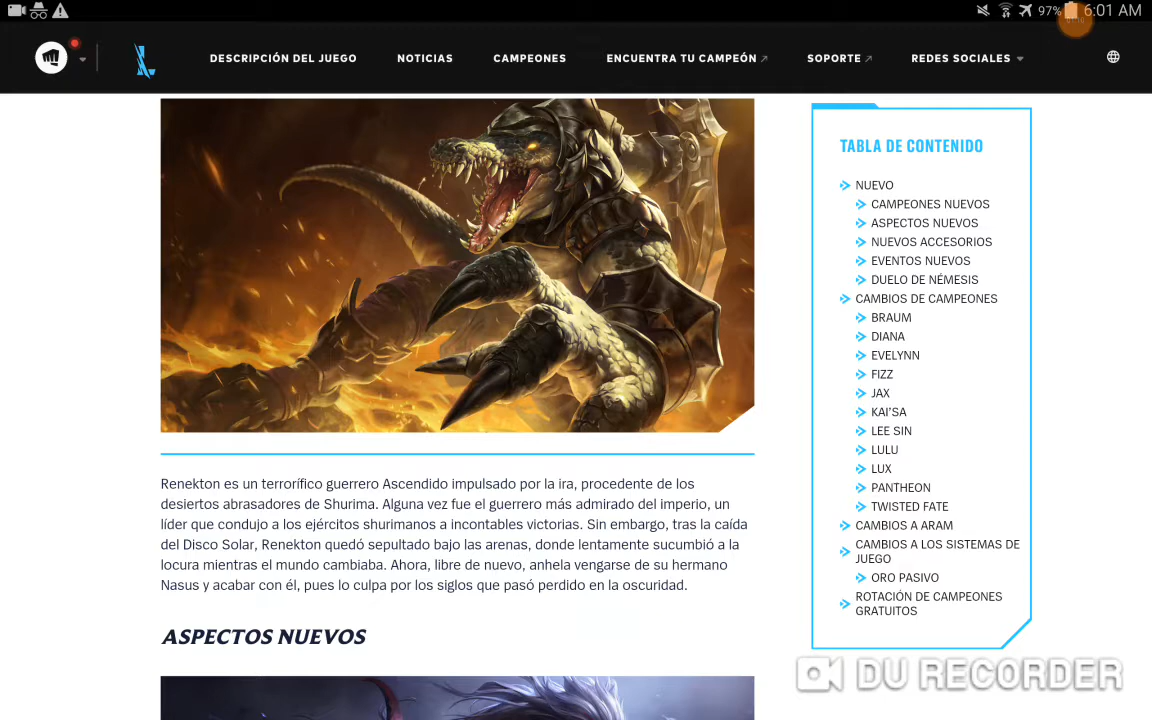 97% 6:01 AM
DESCRIPCIÓN DEL JUEGO NOTICIAS CAMPEONES ENCUENTRA TU CAMPEÓN SOPORTE REDES SOCIALES
TABLA DE CONTENIDO
NUEVO
CAMPEONES NUEVOS
ASPECTOS NUEVOS
NUEVOS ACCESORIOS
EVENTOS NUEVOS
DUELO DE NÉMESIS
CAMBIOS DE CAMPEONES
BRAUM
DIANA
EVELYNN
FIZZ
JAX
KAI'SA
LEE SIN
LULU
LUX
PANTHEON
TWISTED FATE
CAMBIOS A ARAM
CAMBIOS A LOS SISTEMAS DE
JUEGO
ORO PASIVO
ROTACIÓN DE CAMPEONES
GRATUITOS
Renekton es un terrorífico guerrero Ascendido impulsado por la ira, procedente de los
desiertos abrasadores de Shurima. Alguna vez fue el guerrero más admirado del imperio, un
líder que condujo a los ejércitos shurimanos a incontables victorias. Sin embargo, tras la caída
del Disco Solar, Renekton quedó sepultado bajo las arenas, donde lentamente sucumbió a la
locura mientras el mundo cambiaba. Ahora, libre de nuevo, anhela vengarse de su hermano
Nasus y acabar con él, pues lo culpa por los siglos que pasó perdido en la oscuridad.
ASPECTOS NUEVOS
DU RECORDER